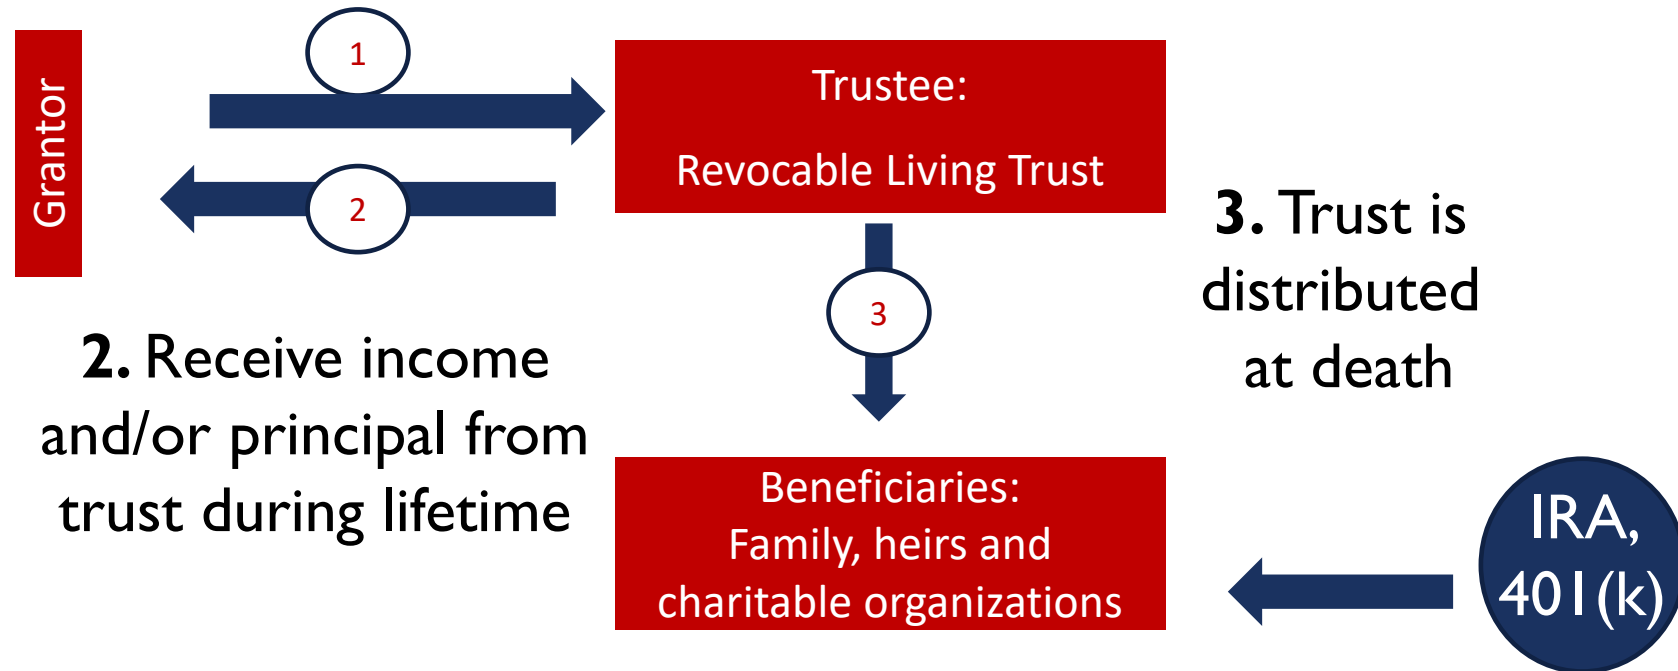 Grantor
1
2
Trustee:
Revocable Living Trust
3
3. Trust is
distributed
at death
2. Receive income
and/or principal from
trust during lifetime
Beneficiaries:
Family, heirs and
charitable organizations
IRA,
401(k)